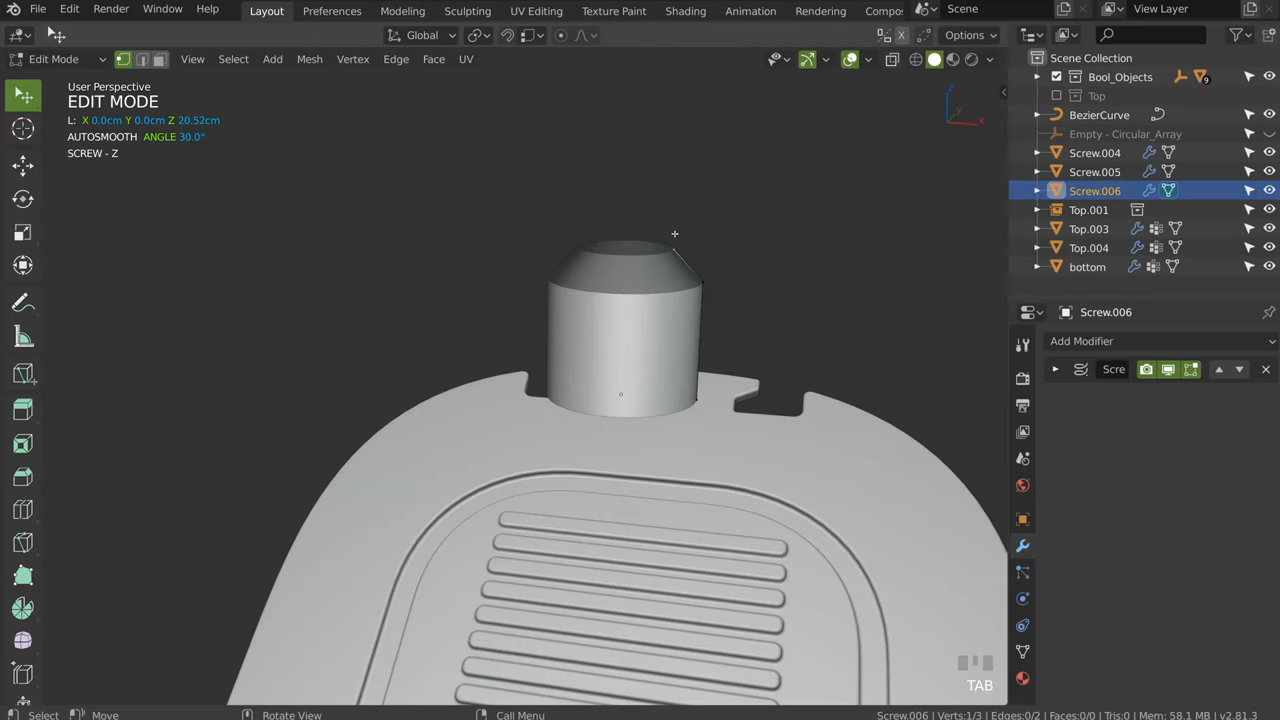 File Edit Render Window Help Layout Preferences Modeling Sculpting UV Editing Texture Paint Shading Animation Rendering Compo Scene View Layer
Global Options
Edit Mode View Select Add Mesh Vertex Edge Face UV
User Perspective
EDIT MODE
L: X 0.0cm Y 0.0cm Z 20.52cm
AUTOSMOOTH ANGLE 30.0°
SCREW - Z
Z
Y
X
Scene Collection
Bool_Objects 9
Top
BezierCurve
Empty - Circular_Array
Screw.004
Screw.005
Screw.006
Top.001
Top.003
Top.004
bottom
Screw.006
Add Modifier
Scre
TAB
Select Move Rotate View Call Menu Screw.006 | Verts:1/3 | Edges:0/2 | Faces:0/0 | Tris:0 | Mem: 58.1 MB | v2.81.3